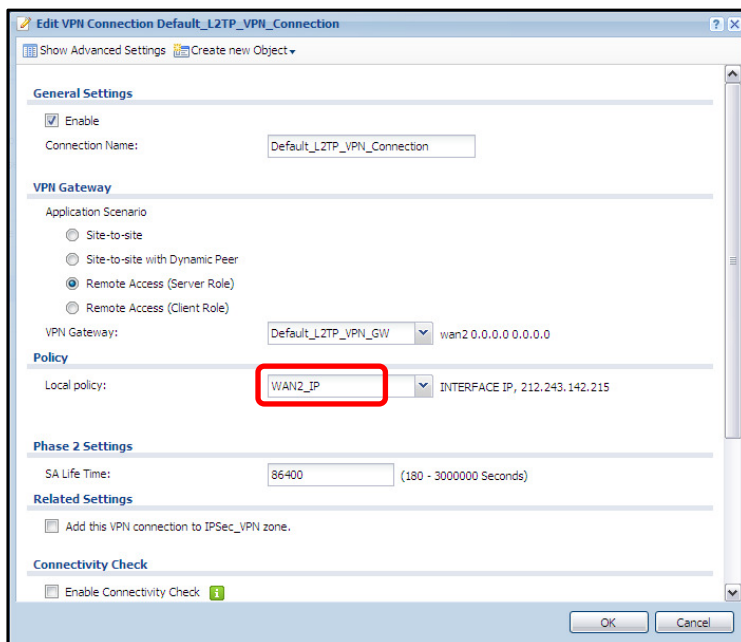 Edit VPN Connection Default_L2TP_VPN_Connection
Show Advanced Settings Create new Object
General Settings
Enable
Connection Name: Default_L2TP_VPN_Connection
VPN Gateway
Application Scenario
Site-to-site
Site-to-site with Dynamic Peer
Remote Access (Server Role)
Remote Access (Client Role)
VPN Gateway: Default_L2TP_VPN_GW wan2 0.0.0.0 0.0.0.0
Policy
Local policy: WAN2_IP INTERFACE IP, 212.243.142.215
Phase 2 Settings
SA Life Time: 86400 (180 - 3000000 Seconds)
Related Settings
Add this VPN connection to IPSec_VPN zone.
Connectivity Check
Enable Connectivity Check
OK Cancel